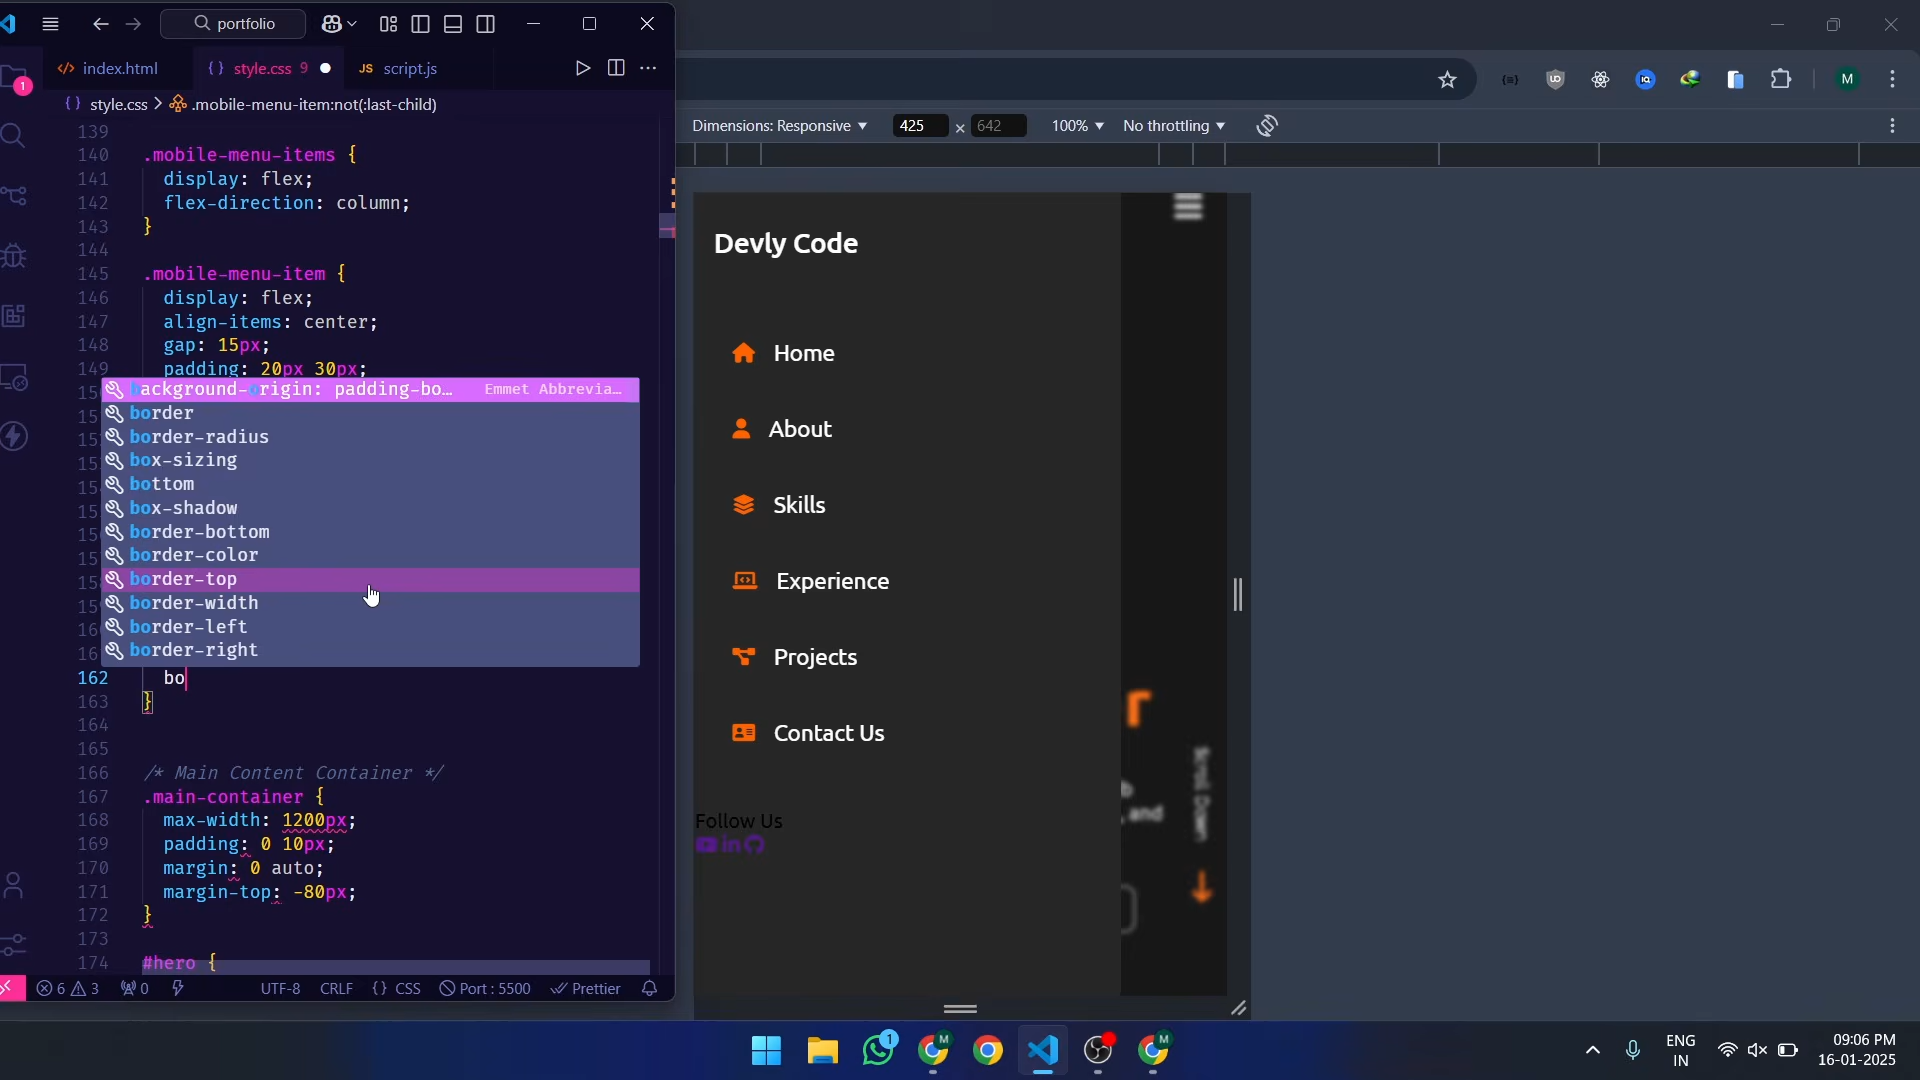 portfolio
index.html
style.css 9
JS script.js
1
{} style.css > .mobile-menu-item:not(:last-child)
139
140 .mobile-menu-items {
141 display: flex;
142 flex-direction: column;
143 }
144
145 .mobile-menu-item {
146 display: flex;
147 align-items: center;
148 gap: 15px;
149 padding: 20px 30px;
background-origin: padding-bo... Emmet Abbrevia...
border
border-radius
box-sizing
bottom
box-shadow
border-bottom
border-color
border-top
border-width
border-left
border-right
162 bo
163 }
164
165
166 /* Main Content Container */
167 .main-container {
168 max-width: 1200px;
169 padding: 0 10px;
170 margin: 0 auto;
171 margin-top: -80px;
172 }
173
174 #hero {
6 3 0 UTF-8 CRLF {} CSS Port : 5500 Prettier
M
Dimensions: Responsive 425 x 642 100% No throttling
Devly Code
Home
About
Skills
Experience
Projects
Contact Us
Follow Us
in
r
, and
Scroll Down
1 M M
ENG
IN
09:06 PM
16-01-2025